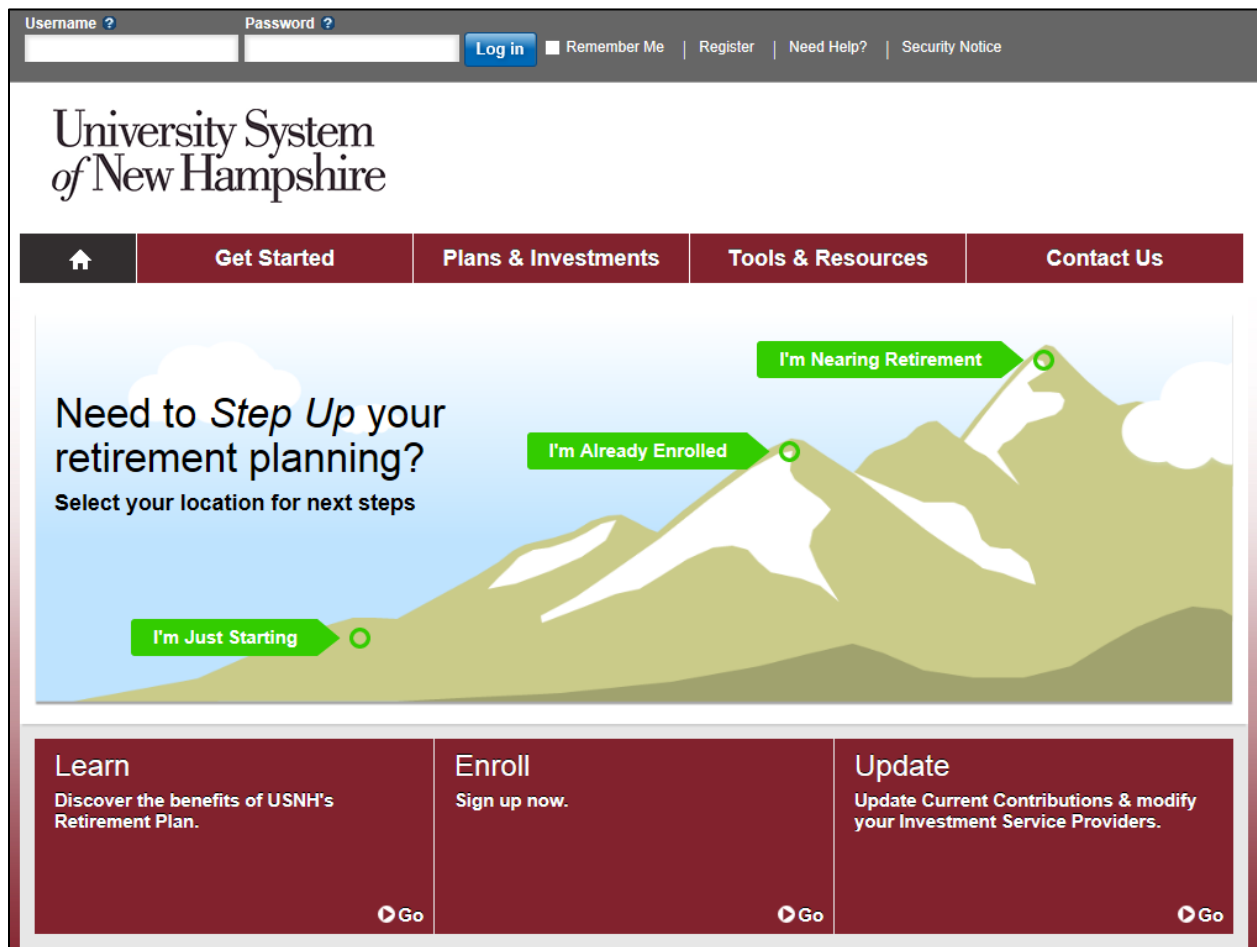 Username ? Password ?
Log in Remember Me | Register | Need Help? | Security Notice
University System
of New Hampshire
Get Started Plans & Investments Tools & Resources Contact Us
I'm Nearing Retirement
Need to Step Up your
retirement planning?
I'm Already Enrolled
Select your location for next steps
I'm Just Starting
Learn
Discover the benefits of USNH's
Retirement Plan.
Go
Enroll
Sign up now.
Go
Update
Update Current Contributions & modify
your Investment Service Providers.
Go